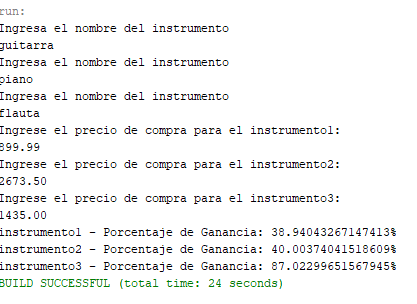 run:
Ingresa el nombre del instrumento
guitarra
Ingresa el nombre del instrumento
piano
Ingresa el nombre del instrumento
flauta
Ingrese el precio de compra para el instrumento1:
899.99
Ingrese el precio de compra para el instrumento2:
2673.50
Ingrese el precio de compra para el instrumento3:
1435.00
instrumento1 - Porcentaje de Ganancia: 38.94043267147413%
instrumento2 - Porcentaje de Ganancia: 40.00374041518609%
instrumento3 - Porcentaje de Ganancia: 87.02299651567945%
BUILD SUCCESSFUL (total time: 24 seconds)